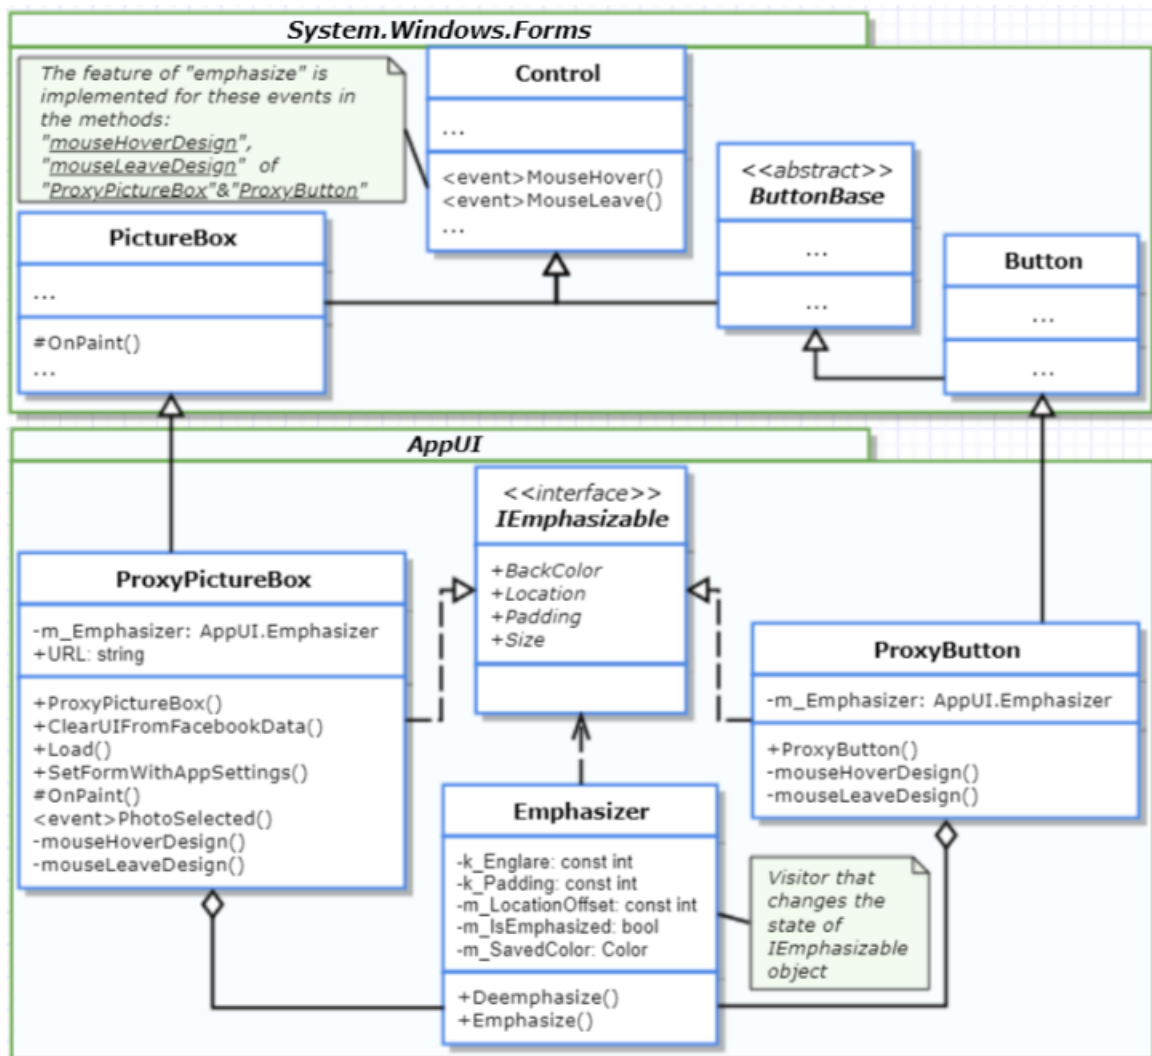 System.Windows.Forms
The feature of "emphasize" is
implemented for these events in
the methods:
"mouseHoverDesign",
"mouseLeaveDesign" of
"ProxyPictureBox"&"ProxyButton"
Control
...
<event>MouseHover()
<event>MouseLeave()
...
<<abstract>>
ButtonBase
...
...
PictureBox
...
#OnPaint()
...
Button
...
...
AppUI
<<interface>>
IEmphasizable
+BackColor
+Location
+Padding
+Size
ProxyPictureBox
-m_Emphasizer: AppUI.Emphasizer
+URL: string
+ProxyPictureBox()
+ClearUIFromFacebookData()
+Load()
+SetFormWithAppSettings()
#OnPaint()
<event>PhotoSelected()
-mouseHoverDesign()
-mouseLeaveDesign()
ProxyButton
-m_Emphasizer: AppUI.Emphasizer
+ProxyButton()
-mouseHoverDesign()
-mouseLeaveDesign()
Emphasizer
-k_Englare: const int
-k_Padding: const int
-m_LocationOffset: const int
-m_IsEmphasized: bool
-m_SavedColor: Color
+Deemphasize()
+Emphasize()
Visitor that
changes the
state of
IEmphasizable
object